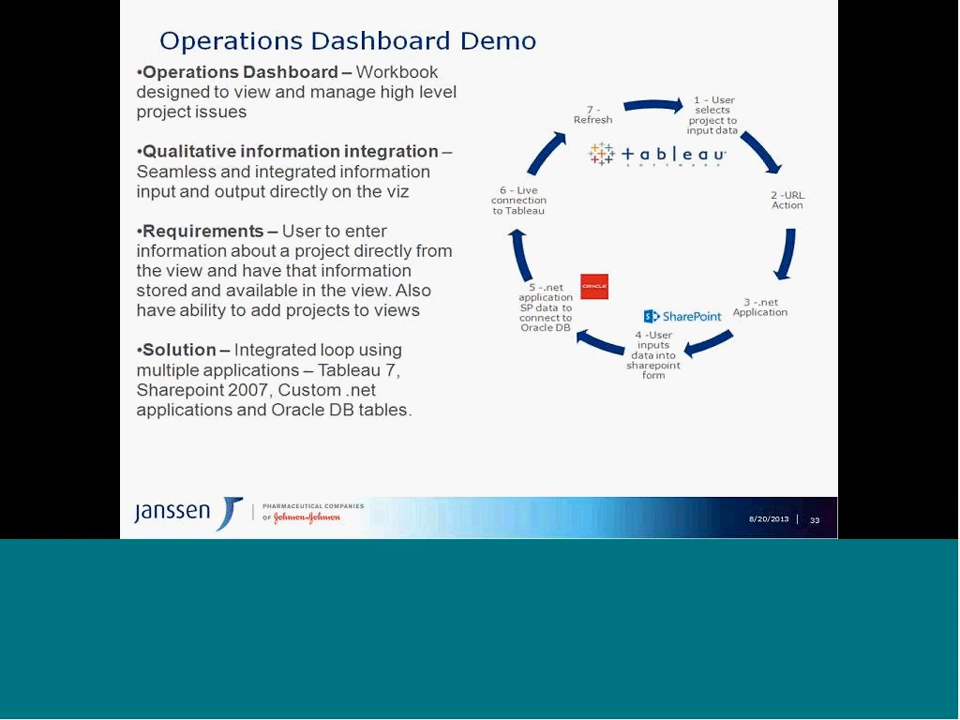 Operations Dashboard Demo
•Operations Dashboard – Workbook
designed to view and manage high level
project issues
•Qualitative information integration –
Seamless and integrated information
input and output directly on the viz
•Requirements – User to enter
information about a project directly from
the view and have that information
stored and available in the view. Also
have ability to add projects to views
•Solution – Integrated loop using
multiple applications – Tableau 7,
Sharepoint 2007, Custom .net
applications and Oracle DB tables.
1 - User
selects
project to
input data
2 -URL
Action
3 -.net
Application
4 -User
inputs
data into
sharepoint
form
5 -.net
application
SP data to
connect to
Oracle DB
6 - Live
connection
to Tableau
7 -
Refresh
+ a b l e a u
S O F T W A R E
ORACLE
S SharePoint
janssen
PHARMACEUTICAL COMPANIES
OF Johnson & Johnson
8/20/2013 | 33